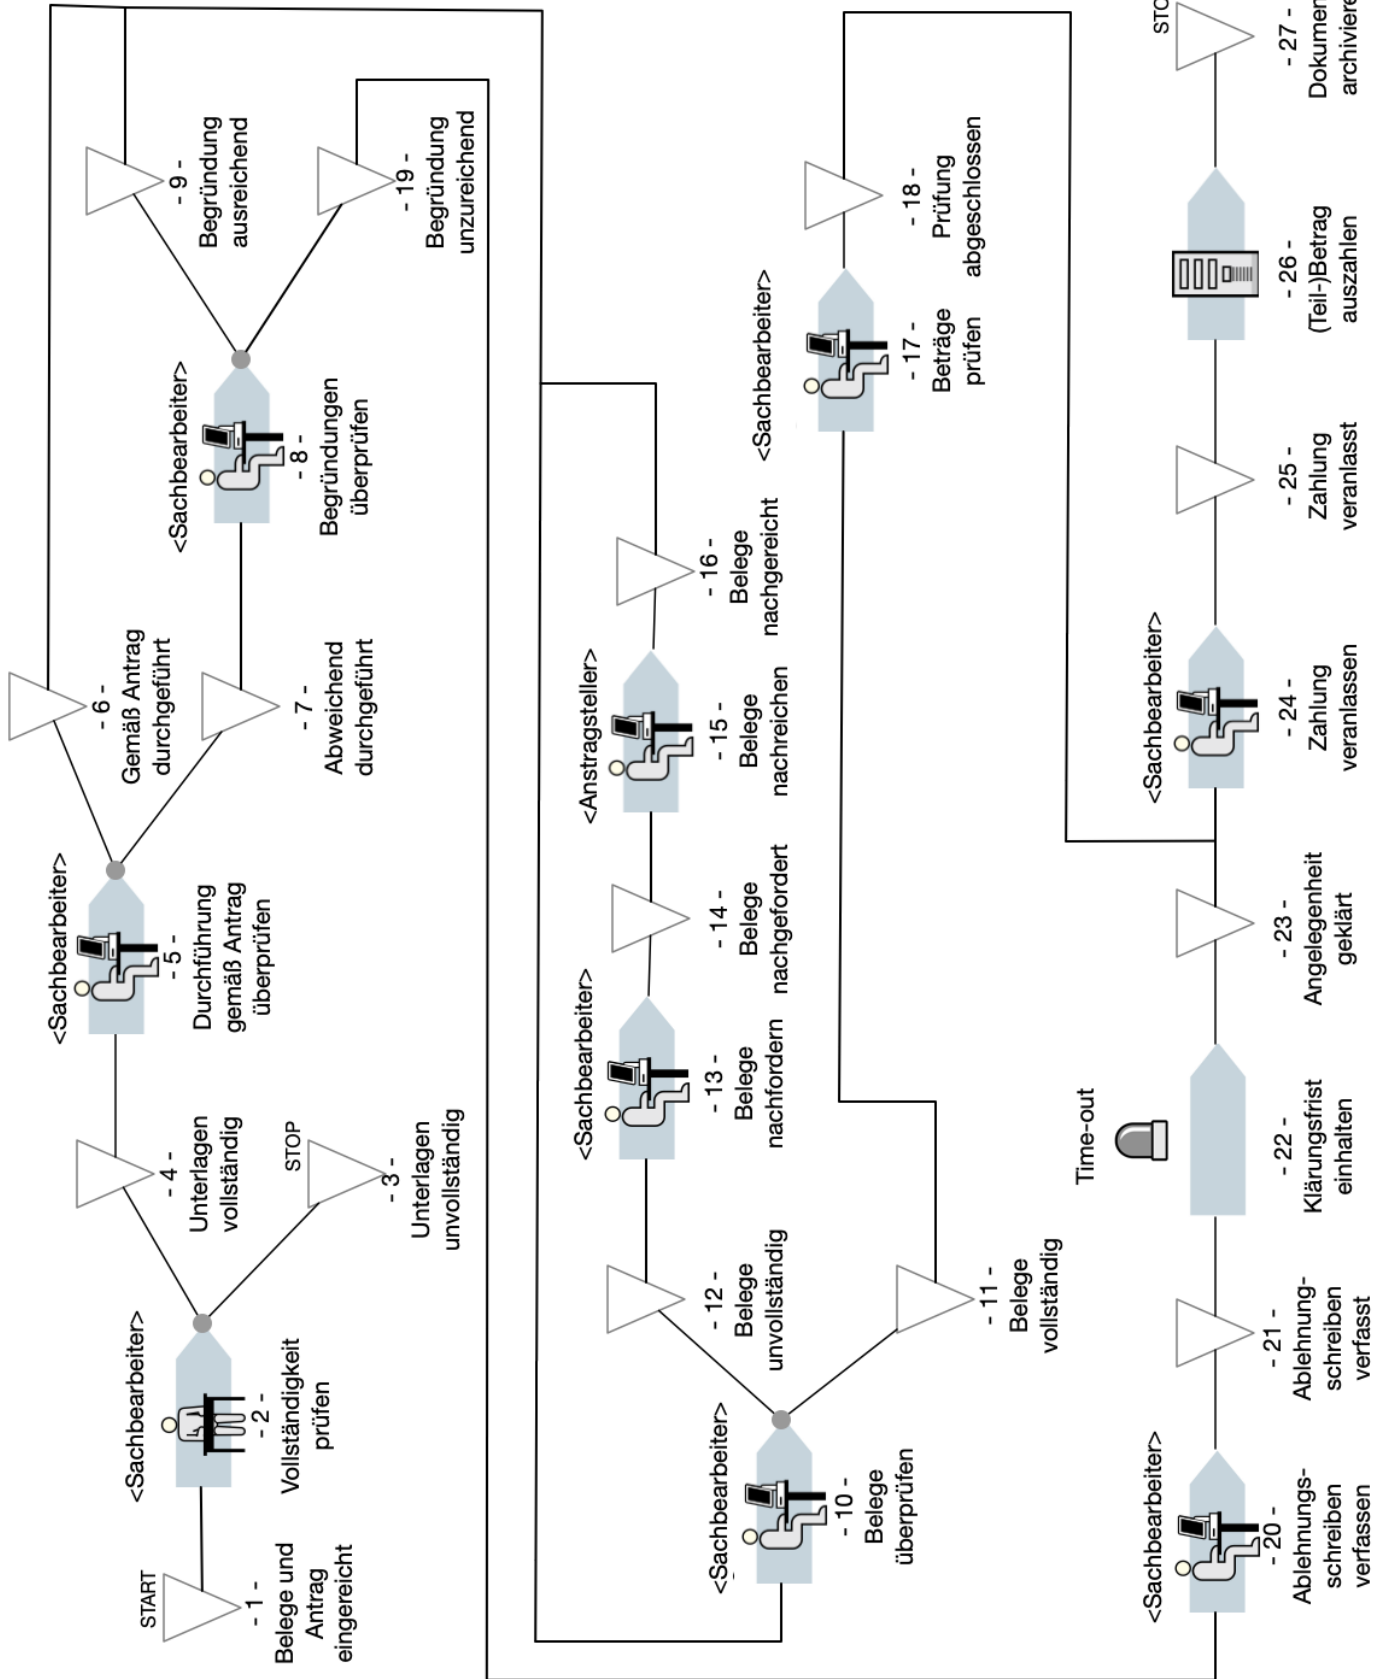 START
- 1 -
Belege und
Antrag
eingereicht
<Sachbearbeiter>
- 2 -
Vollständigkeit
prüfen
- 4 -
Unterlagen
vollständig
STOP
- 3 -
Unterlagen
unvollständig
<Sachbearbeiter>
- 5 -
Durchführung
gemäß Antrag
überprüfen
- 6 -
Gemäß Antrag
durchgeführt
- 7 -
Abweichend
durchgeführt
<Sachbearbeiter>
- 8 -
Begründungen
überprüfen
- 9 -
Begründung
ausreichend
- 19 -
Begründung
unzureichend
<Sachbearbeiter>
- 10 -
Belege
überprüfen
- 12 -
Belege
unvollständig
- 11 -
Belege
vollständig
<Sachbearbeiter>
- 13 -
Belege
nachfordern
- 14 -
Belege
nachgefordert
<Anstragsteller>
- 15 -
Belege
nachreichen
- 16 -
Belege
nachgereicht
<Sachbearbeiter>
- 17 -
Beträge
prüfen
- 18 -
Prüfung
abgeschlossen
<Sachbearbeiter>
- 20 -
Ablehnungs-
schreiben
verfassen
- 21 -
Ablehnung-
schreiben
verfasst
Time-out
- 22 -
Klärungsfrist
einhalten
- 23 -
Angelegenheit
geklärt
<Sachbearbeiter>
- 24 -
Zahlung
veranlassen
- 25 -
Zahlung
veranlasst
- 26 -
(Teil-)Betrag
auszahlen
- 27 -